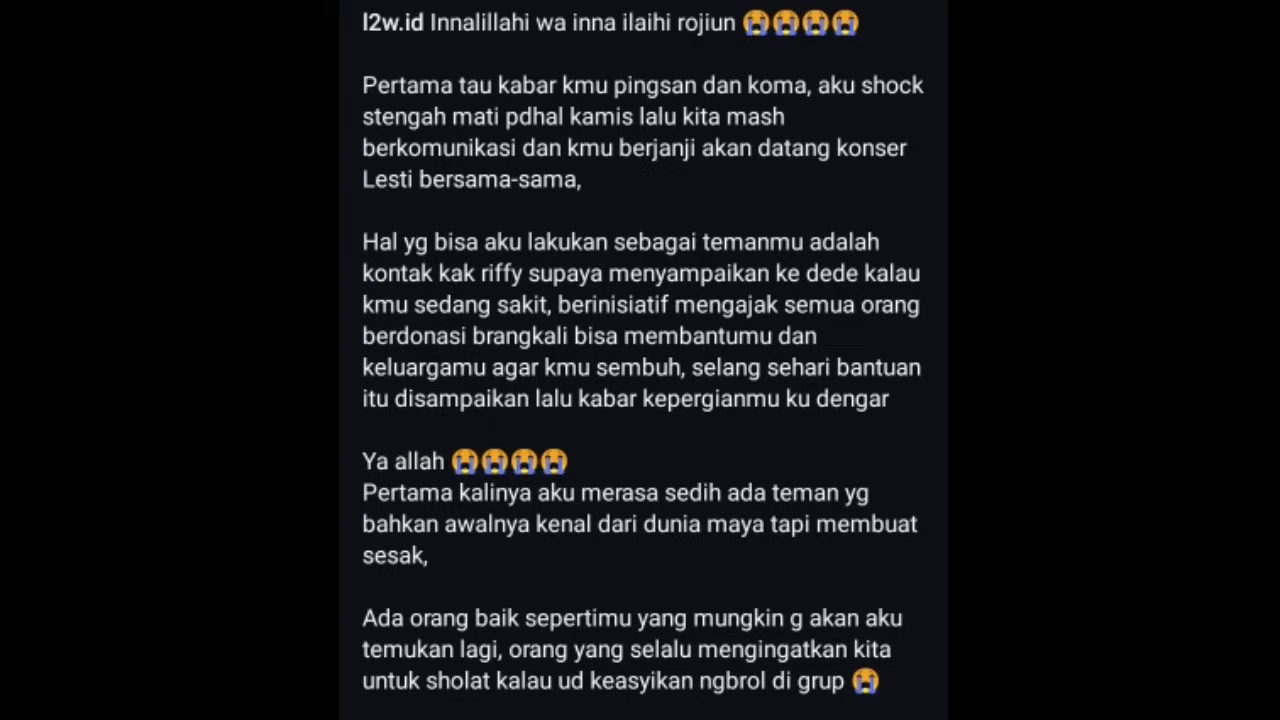 l2w.id Innalillahi wa inna ilaihi rojiun 😭😭😭😭
Pertama tau kabar kmu pingsan dan koma, aku shock
stengah mati pdhal kamis lalu kita mash
berkomunikasi dan kmu berjanji akan datang konser
Lesti bersama-sama,
Hal yg bisa aku lakukan sebagai temanmu adalah
kontak kak riffy supaya menyampaikan ke dede kalau
kmu sedang sakit, berinisiatif mengajak semua orang
berdonasi brangkali bisa membantumu dan
keluargamu agar kmu sembuh, selang sehari bantuan
itu disampaikan lalu kabar kepergianmu ku dengar
Ya allah 😭😭😭😭
Pertama kalinya aku merasa sedih ada teman yg
bahkan awalnya kenal dari dunia maya tapi membuat
sesak,
Ada orang baik sepertimu yang mungkin g akan aku
temukan lagi, orang yang selalu mengingatkan kita
untuk sholat kalau ud keasyikan ngbrol di grup 😭